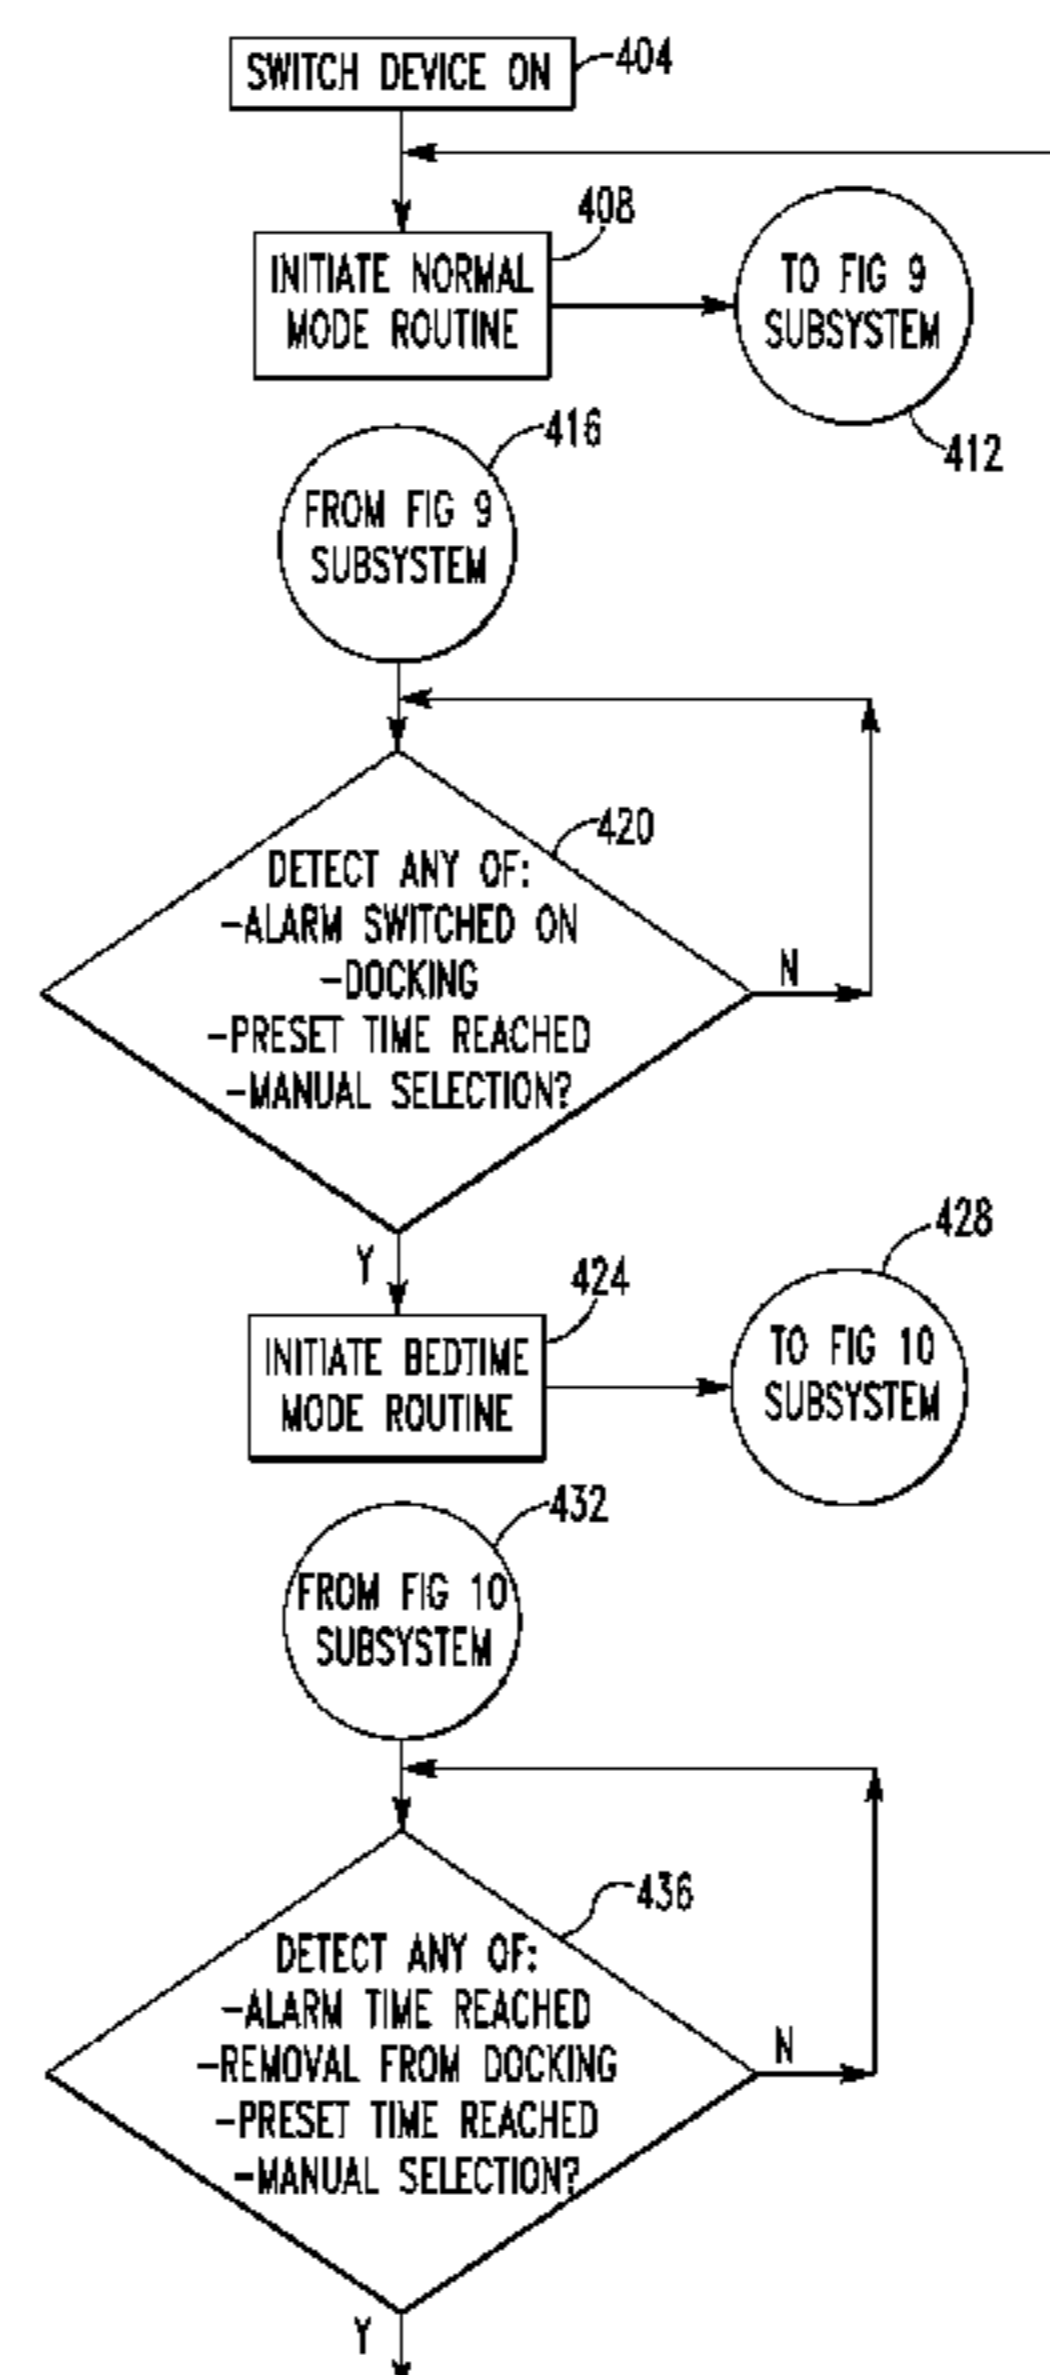 SWITCH DEVICE ON
404
408
INITIATE NORMAL
MODE ROUTINE
TO FIG 9
SUBSYSTEM
412
416
FROM FIG 9
SUBSYSTEM
420
DETECT ANY OF:
-ALARM SWITCHED ON
-DOCKING
-PRESET TIME REACHED
-MANUAL SELECTION?
N
Y
424
INITIATE BEDTIME
MODE ROUTINE
428
TO FIG 10
SUBSYSTEM
432
FROM FIG 10
SUBSYSTEM
436
DETECT ANY OF:
-ALARM TIME REACHED
-REMOVAL FROM DOCKING
-PRESET TIME REACHED
-MANUAL SELECTION?
N
Y